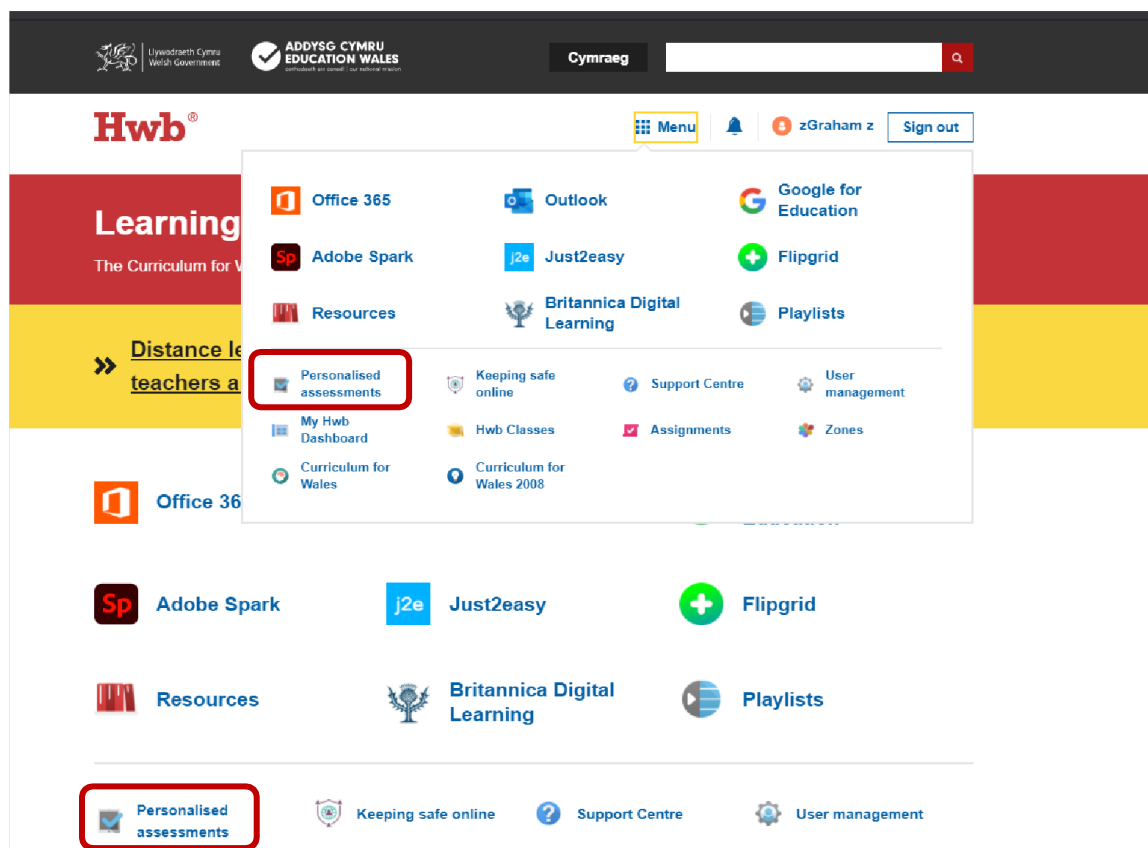 Llywodraeth Cymru
Welsh Government
ADDYSG CYMRU
EDUCATION WALES
Cymraeg
Hwb®
Menu
zGraham z
Sign out
Learning
The Curriculum for W
Distance le
teachers a
Office 365
Outlook
Google for
Education
Sp
Adobe Spark
j2e
Just2easy
Flipgrid
Resources
Britannica Digital
Learning
Playlists
Personalised
assessments
Keeping safe
online
Support Centre
User
management
My Hwb
Dashboard
Hwb Classes
Assignments
Zones
Curriculum for
Wales
Curriculum for
Wales 2008
Office 36
Sp
Adobe Spark
j2e
Just2easy
Flipgrid
Resources
Britannica Digital
Learning
Playlists
Personalised
assessments
Keeping safe online
Support Centre
User management